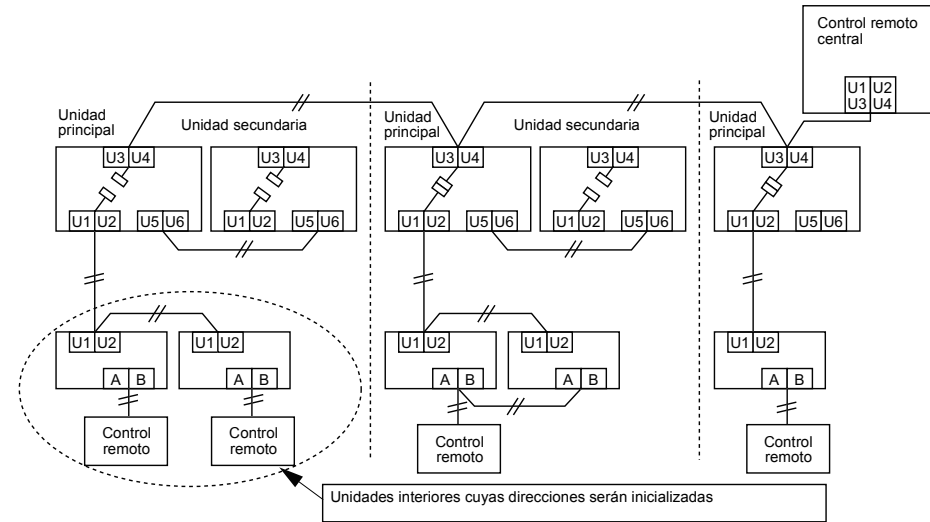 Control remoto
central
U1 U2
U3 U4
Unidad
principal
Unidad secundaria
Unidad
principal
Unidad secundaria
Unidad
principal
U3 U4
U3 U4
U3 U4
U3 U4
U3 U4
U1 U2
U5 U6
U1 U2
U5 U6
U1 U2
U5 U6
U1 U2
U5 U6
U1 U2
U5 U6
U1 U2
U1 U2
U1 U2
U1 U2
U1 U2
A B
A B
A B
A B
A B
Control
remoto
Control
remoto
Control
remoto
Control
remoto
Unidades interiores cuyas direcciones serán inicializadas